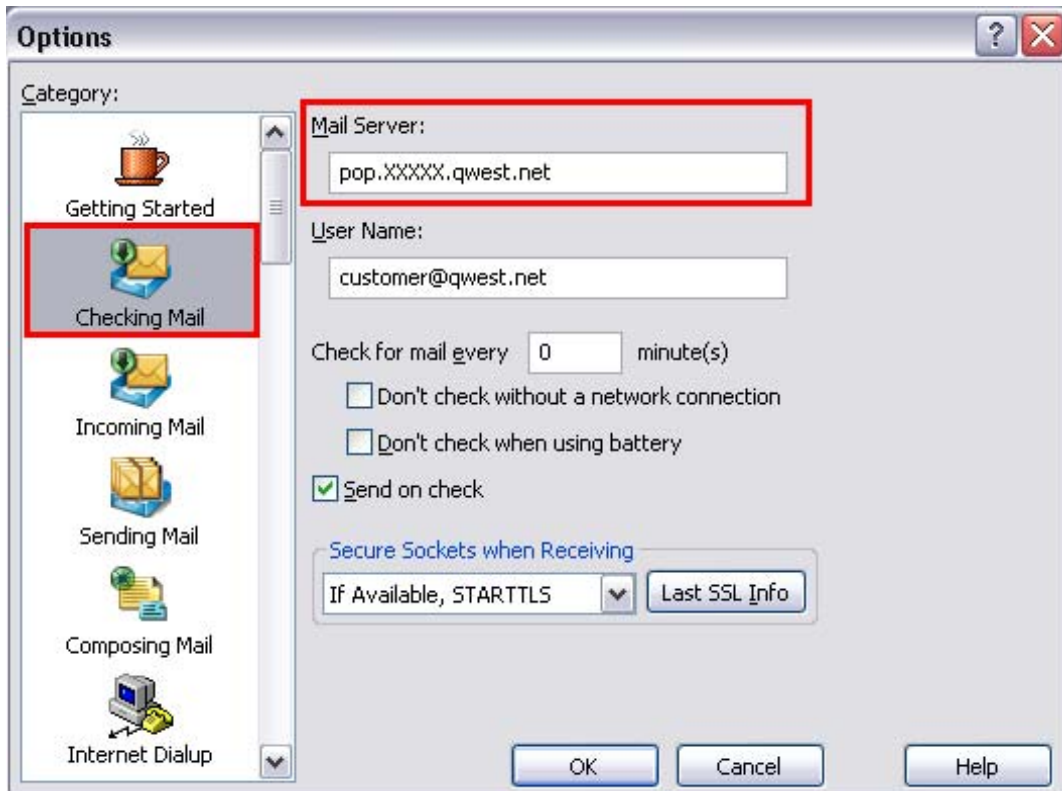 Options
Category:
Getting Started
Checking Mail
Incoming Mail
Sending Mail
Composing Mail
Internet Dialup
Mail Server:
pop.XXXXX.qwest.net
User Name:
customer@qwest.net
Check for mail every 0 minute(s)
Don't check without a network connection
Don't check when using battery
Send on check
Secure Sockets when Receiving
If Available, STARTTLS Last SSL Info
OK Cancel Help